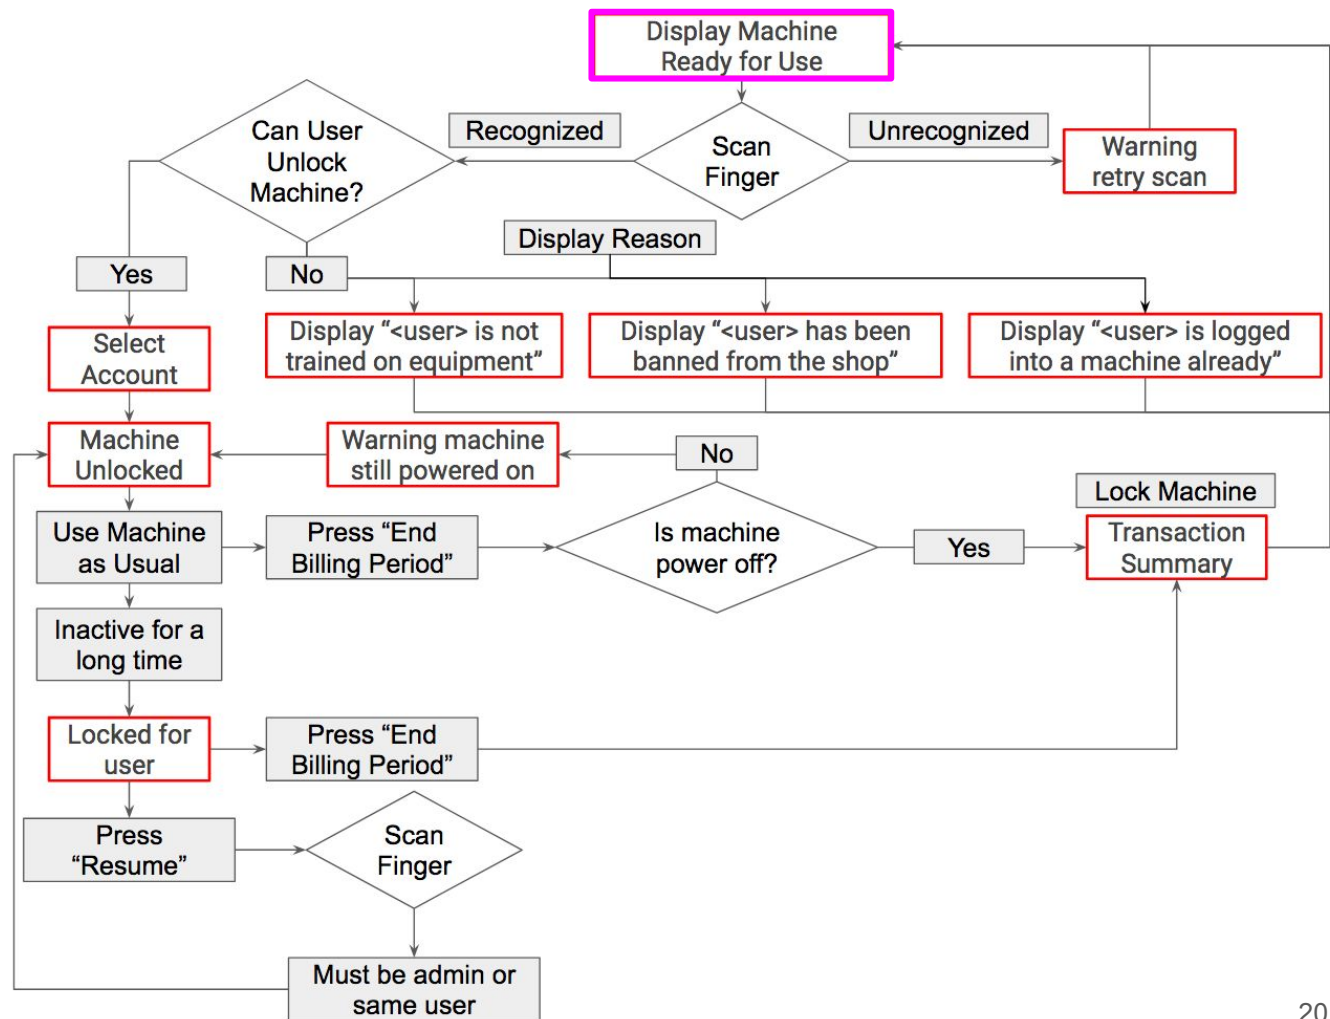 Display Machine
Ready for Use
Can User
Unlock
Machine?
Recognized
Scan
Finger
Unrecognized
Warning
retry scan
Display Reason
Yes
No
Select
Account
Display “<user> is not
trained on equipment”
Display “<user> has been
banned from the shop”
Display “<user> is logged
into a machine already”
Machine
Unlocked
Warning machine
still powered on
No
Lock Machine
Use Machine
as Usual
Press “End
Billing Period”
Is machine
power off?
Yes
Transaction
Summary
Inactive for a
long time
Locked for
user
Press “End
Billing Period”
Press
“Resume”
Scan
Finger
Must be admin or
same user
20